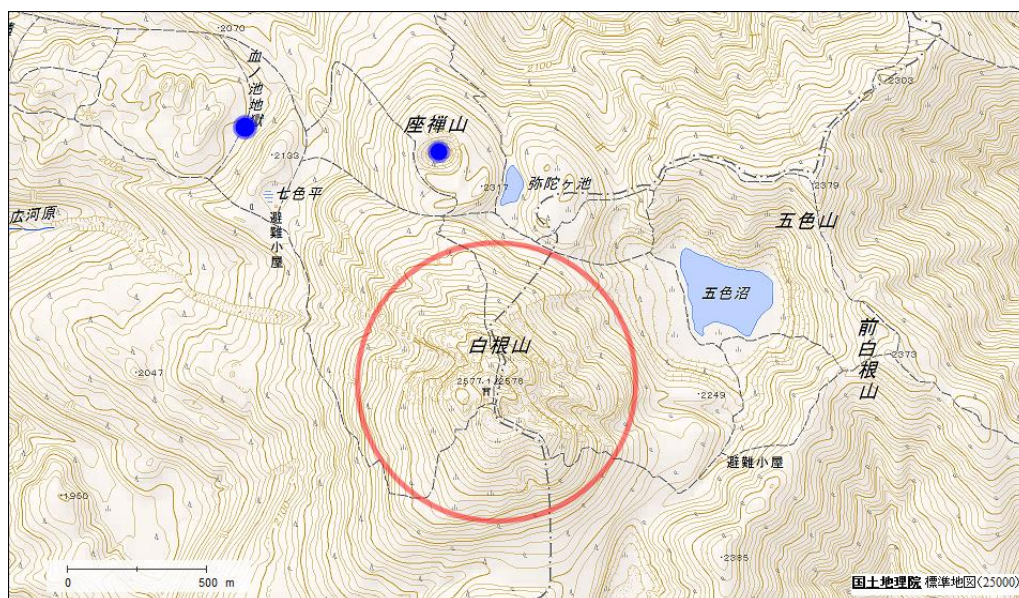 2070
血ノ池地獄
2133
七色平
避難小屋
広河原
2047
1950
座禅山
2317
弥陀ヶ池
2100
2303
2379
五色山
五色沼
前白根山
2373
白根山
2577.1
2578
2249
避難小屋
2385
0 500 m
国土地理院 標準地図(25000)